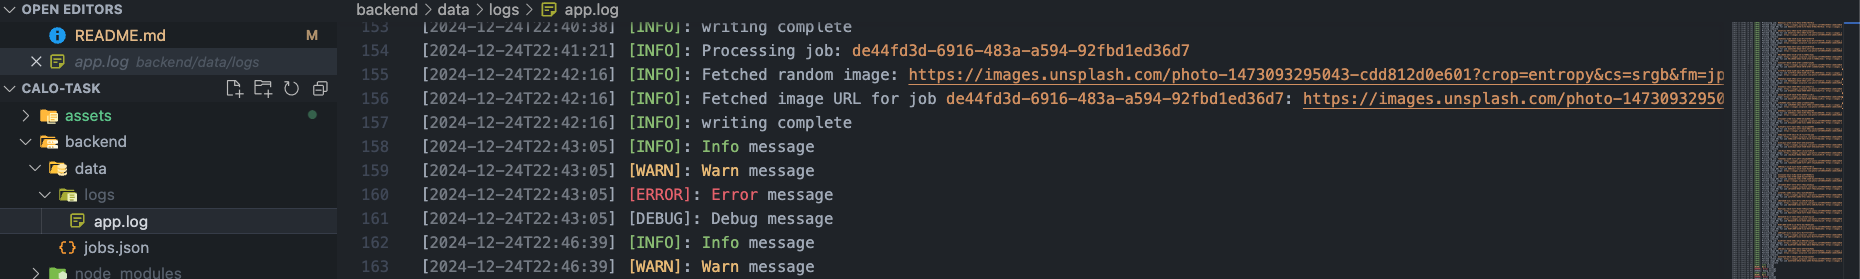 OPEN EDITORS
README.md M
app.log backend/data/logs
CALO-TASK
assets
backend
data
logs
app.log
jobs.json
node_modules
backend > data > logs > app.log
153 [2024-12-24T22:40:38] [INFO]: writing complete
154 [2024-12-24T22:41:21] [INFO]: Processing job: de44fd3d-6916-483a-a594-92fbd1ed36d7
155 [2024-12-24T22:42:16] [INFO]: Fetched random image: https://images.unsplash.com/photo-1473093295043-cdd812d0e601?crop=entropy&cs=srgb&fm=jp
156 [2024-12-24T22:42:16] [INFO]: Fetched image URL for job de44fd3d-6916-483a-a594-92fbd1ed36d7: https://images.unsplash.com/photo-14730932950
157 [2024-12-24T22:42:16] [INFO]: writing complete
158 [2024-12-24T22:43:05] [INFO]: Info message
159 [2024-12-24T22:43:05] [WARN]: Warn message
160 [2024-12-24T22:43:05] [ERROR]: Error message
161 [2024-12-24T22:43:05] [DEBUG]: Debug message
162 [2024-12-24T22:46:39] [INFO]: Info message
163 [2024-12-24T22:46:39] [WARN]: Warn message